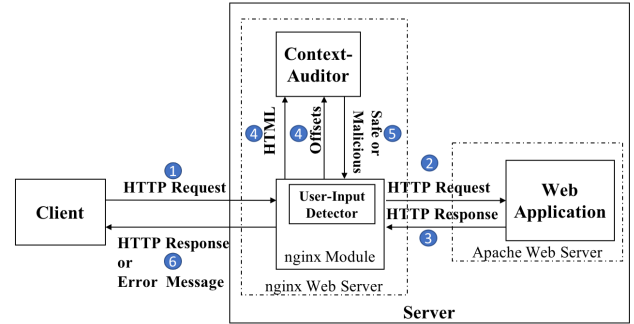 Context-
Auditor
4
HTML
4
Offsets
Safe or
Malicious
5
1
HTTP Request
2
HTTP Request
Client
User-Input
Detector
Web
Application
HTTP Response
3
HTTP Response
or
6
Error Message
nginx Module
Apache Web Server
nginx Web Server
Server